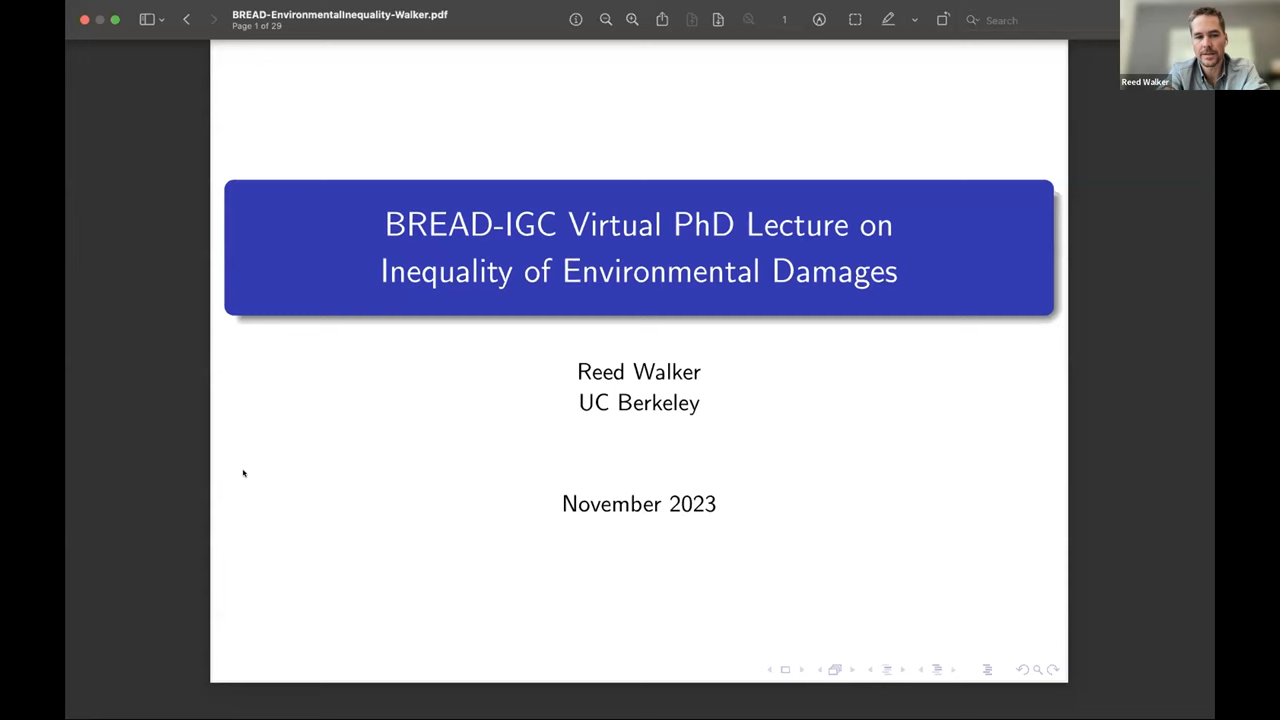 BREAD-EnvironmentalInequality-Walker.pdf
Page 1 of 29
1
Search
Reed Walker
BREAD-IGC Virtual PhD Lecture on
Inequality of Environmental Damages
Reed Walker
UC Berkeley
November 2023